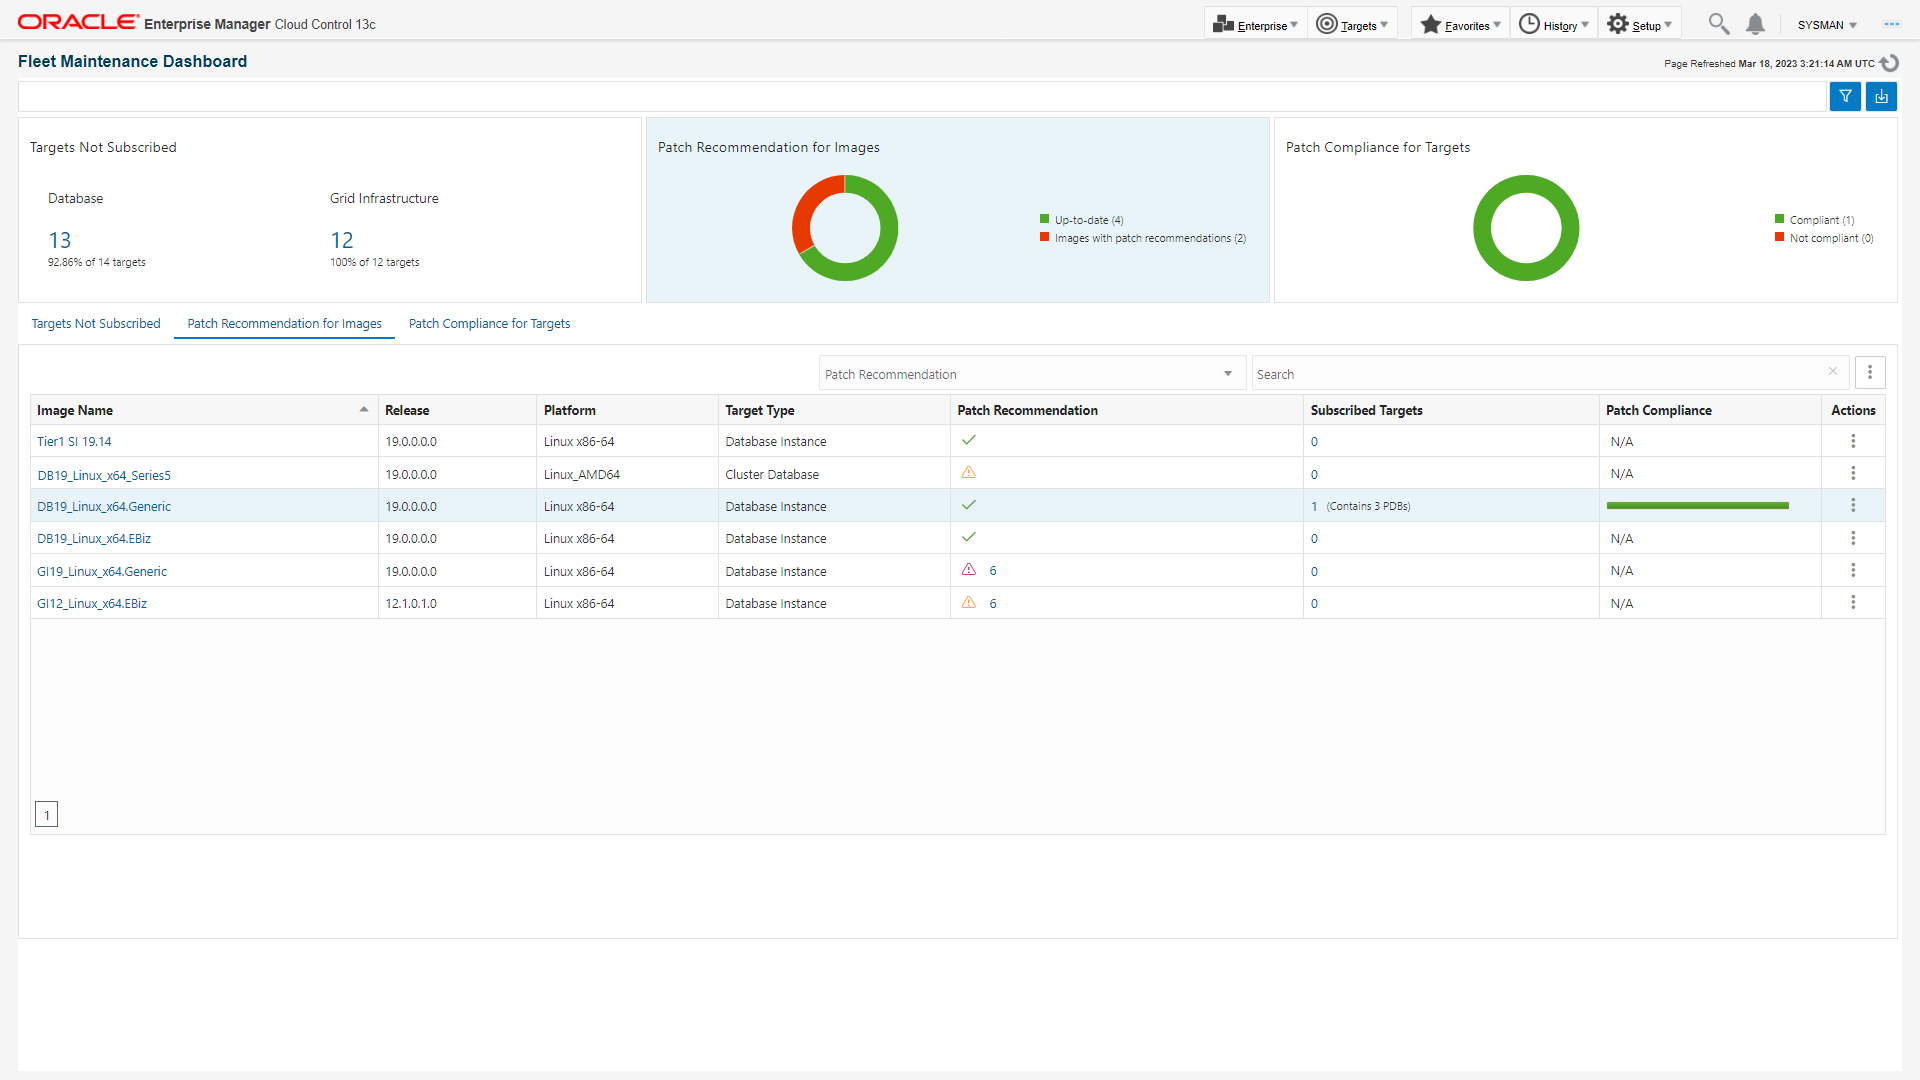 ORACLE Enterprise Manager Cloud Control 13c
Enterprise
Targets
Favorites
History
Setup
SYSMAN
Fleet Maintenance Dashboard
Page Refreshed Mar 18, 2023 3:21:14 AM UTC
Targets Not Subscribed
Database
13
92.86% of 14 targets
Grid Infrastructure
12
100% of 12 targets
Patch Recommendation for Images
Up-to-date (4)
Images with patch recommendations (2)
Patch Compliance for Targets
Compliant (1)
Not compliant (0)
Targets Not Subscribed Patch Recommendation for Images Patch Compliance for Targets
Patch Recommendation
Search
Image Name Release Platform Target Type Patch Recommendation Subscribed Targets Patch Compliance Actions
Tier1 SI 19.14 19.0.0.0.0 Linux x86-64 Database Instance 0 N/A
DB19_Linux_x64_Series5 19.0.0.0.0 Linux_AMD64 Cluster Database 0 N/A
DB19_Linux_x64.Generic 19.0.0.0.0 Linux x86-64 Database Instance 1 (Contains 3 PDBs)
DB19_Linux_x64.EBiz 19.0.0.0.0 Linux x86-64 Database Instance 0 N/A
GI19_Linux_x64.Generic 19.0.0.0.0 Linux x86-64 Database Instance 6 0 N/A
GI12_Linux_x64.EBiz 12.1.0.1.0 Linux x86-64 Database Instance 6 0 N/A
1